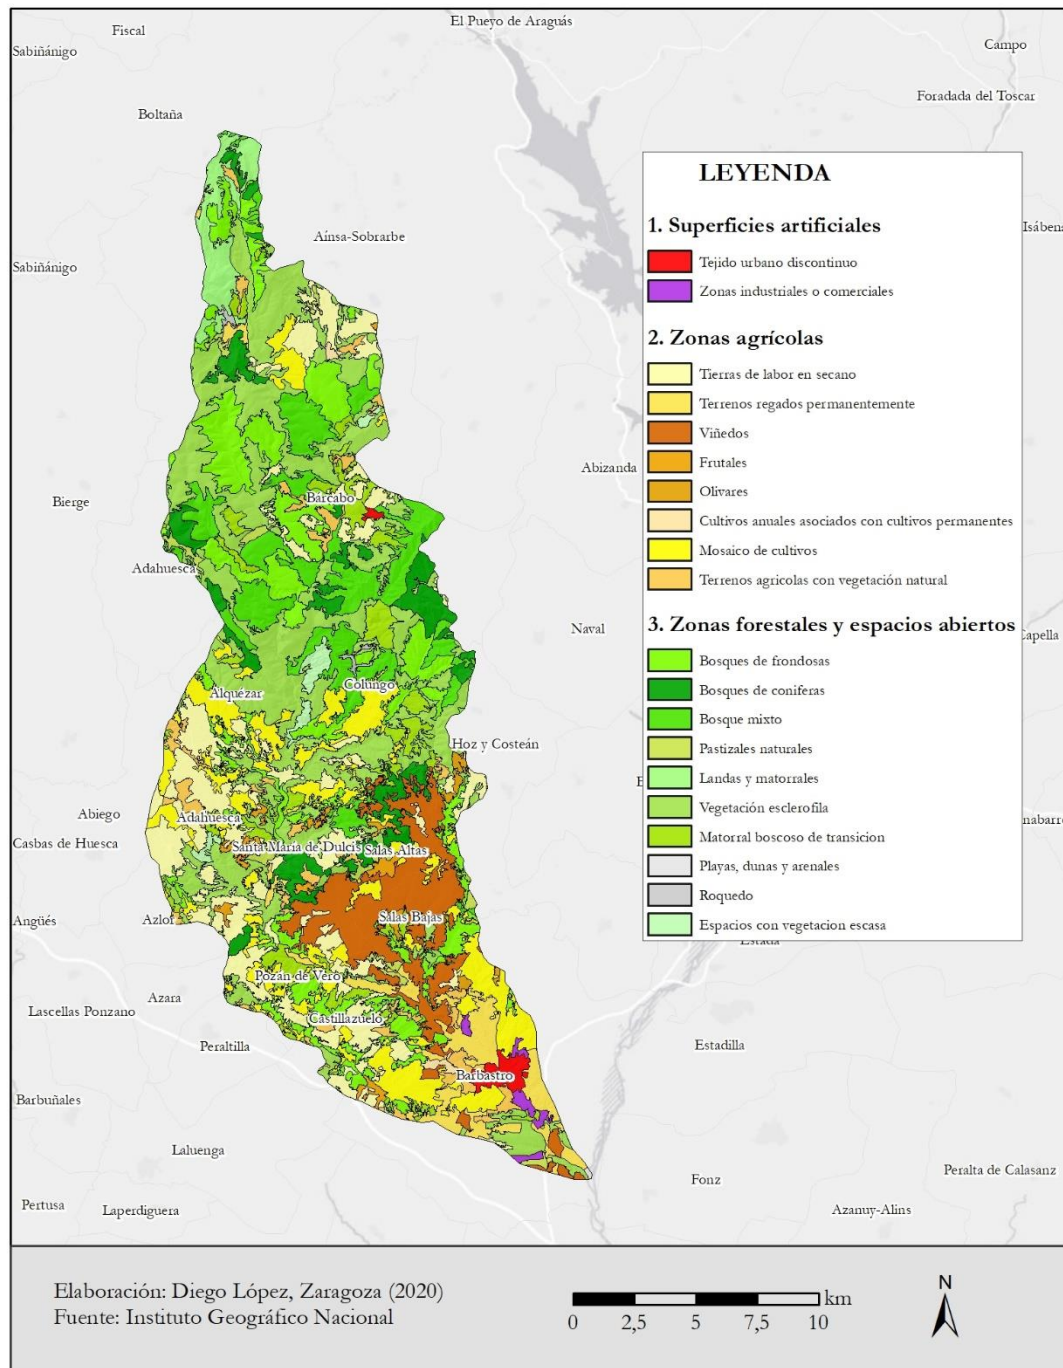 El Pueyo de Araguás
Fiscal
Campo
Sabiñánigo
Foradada del Toscar
Boltaña
LEYENDA
1. Superficies artificiales
Isábena
Aínsa-Sobrarbe
Tejido urbano discontinuo
Sabiñánigo
Zonas industriales o comerciales
2. Zonas agrícolas
Tierras de labor en secano
Terrenos regados permanentemente
Viñedos
Abizanda
Frutales
Bierge
Bárcabo
Olivares
Cultivos anuales asociados con cultivos permanentes
Mosaico de cultivos
Adahuesca
Terrenos agricolas con vegetación natural
3. Zonas forestales y espacios abiertos
Naval
Capella
Bosques de frondosas
Alquézar
Colungo
Bosques de coniferas
Bosque mixto
Hoz y Costeán
Pastizales naturales
Landas y matorrales
Abiego
Adahuesca
Vegetación esclerofila
nabarre
Casbas de Huesca
Santa María de Dulcis
Salas Altas
Matorral boscoso de transicion
Playas, dunas y arenales
Roquedo
Angüés
Azlor
Salas Bajas
Espacios con vegetacion escasa
Estada
Pozán de Vero
Lascellas Ponzano
Azara
Castillazuelo
Peraltilla
Estadilla
Barbastro
Barbuñales
Laluenga
Fonz
Peralta de Calasanz
Pertusa
Laperdiguera
Azanuy-Alins
Elaboración: Diego López, Zaragoza (2020)
Fuente: Instituto Geográfico Nacional
km
0 2,5 5 7,5 10
N